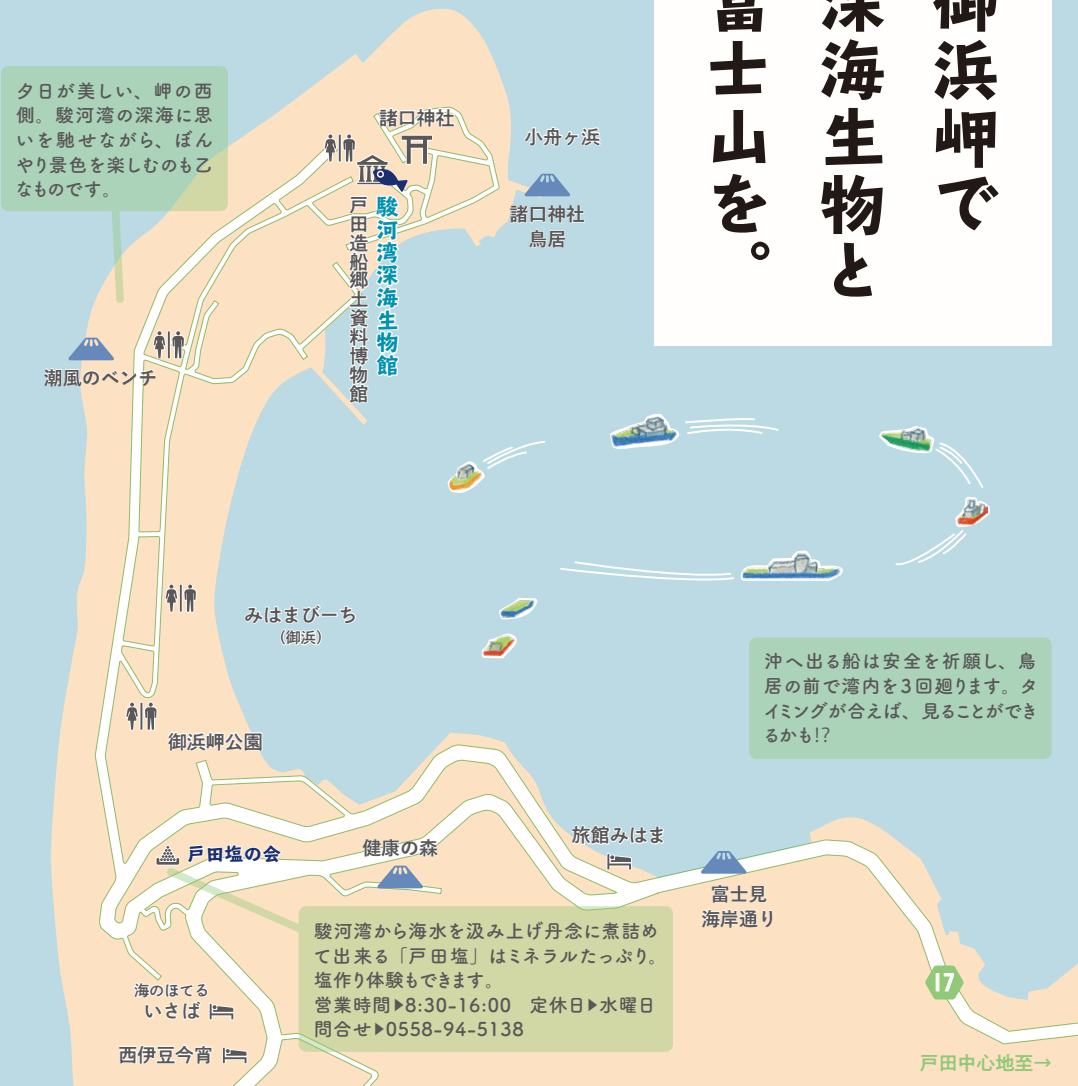 御浜岬で
深海生物と
富士山を。
夕日が美しい、岬の西
側。駿河湾の深海に思
いを馳せながら、ぼん
やり景色を楽しむのも乙
なものです。
諸口神社
小舟ヶ浜
諸口神社
鳥居
駿河湾深海生物館
戸田造船郷土資料博物館
潮風のベンチ
みはまびーち
(御浜)
沖へ出る船は安全を祈願し、鳥
居の前で湾内を3回廻ります。タ
イミングが合えば、見ることができ
るかも!?
御浜岬公園
戸田塩の会
健康の森
旅館みはま
富士見
海岸通り
駿河湾から海水を汲み上げ丹念に煮詰め
て出来る「戸田塩」はミネラルたっぷり。
塩作り体験もできます。
営業時間▶8:30-16:00 定休日▶水曜日
問合せ▶0558-94-5138
海のほてる
いさば
西伊豆今宵
17
戸田中心地至→